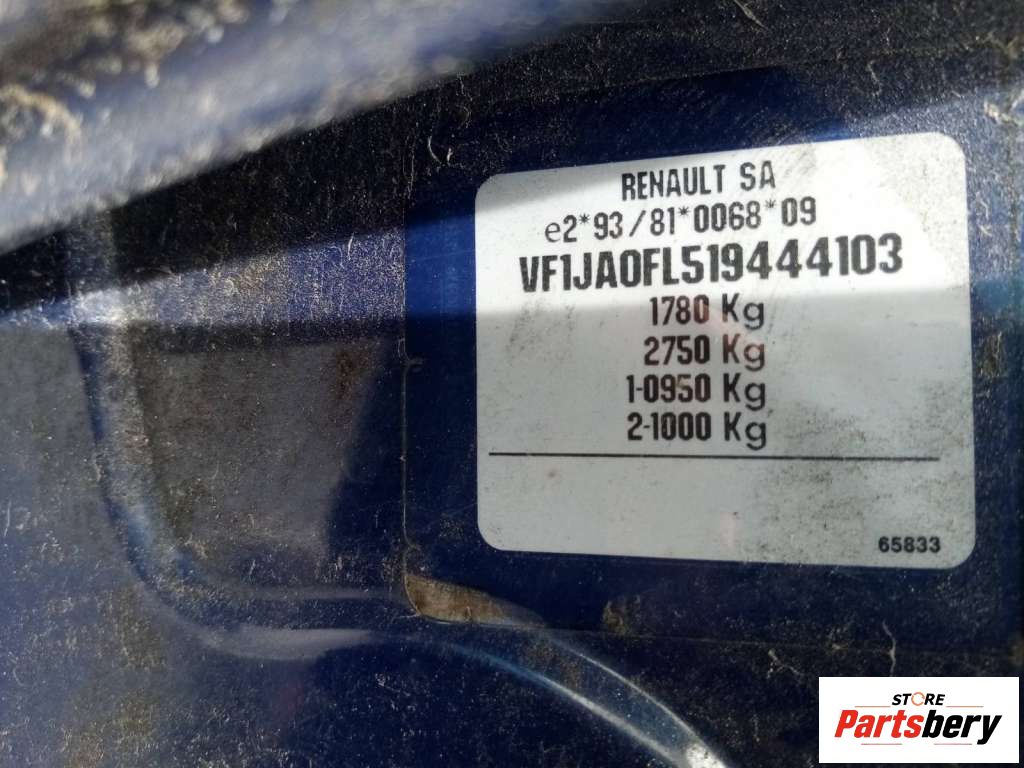 RENAULT SA
e2*93/81*0068*09
VF1JA0FL519444103
1780 Kg
2750 Kg
1-0950 Kg
2-1000 Kg
65833
STORE
Partsbery